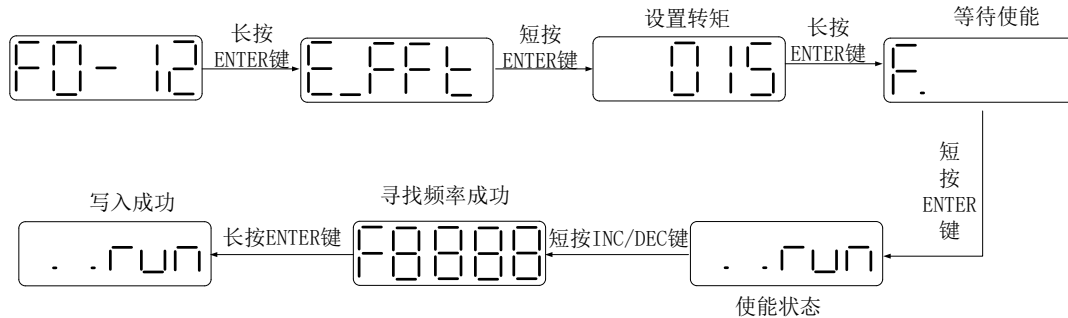 设置转矩
等待使能
F0-12
长按
ENTER键
E_FFt
短按
ENTER键
015
长按
ENTER键
F.
短
按
ENTER
键
写入成功
寻找频率成功
. .run
长按ENTER键
F8888
短按INC/DEC键
. .run
使能状态